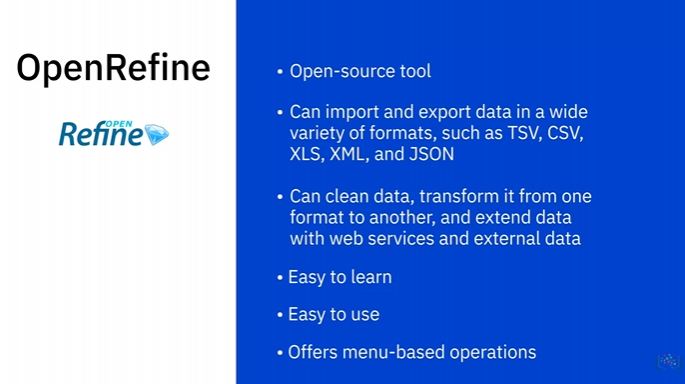 OpenRefine
OPEN
Refine
• Open-source tool
• Can import and export data in a wide
variety of formats, such as TSV, CSV,
XLS, XML, and JSON
• Can clean data, transform it from one
format to another, and extend data
with web services and external data
• Easy to learn
• Easy to use
• Offers menu-based operations